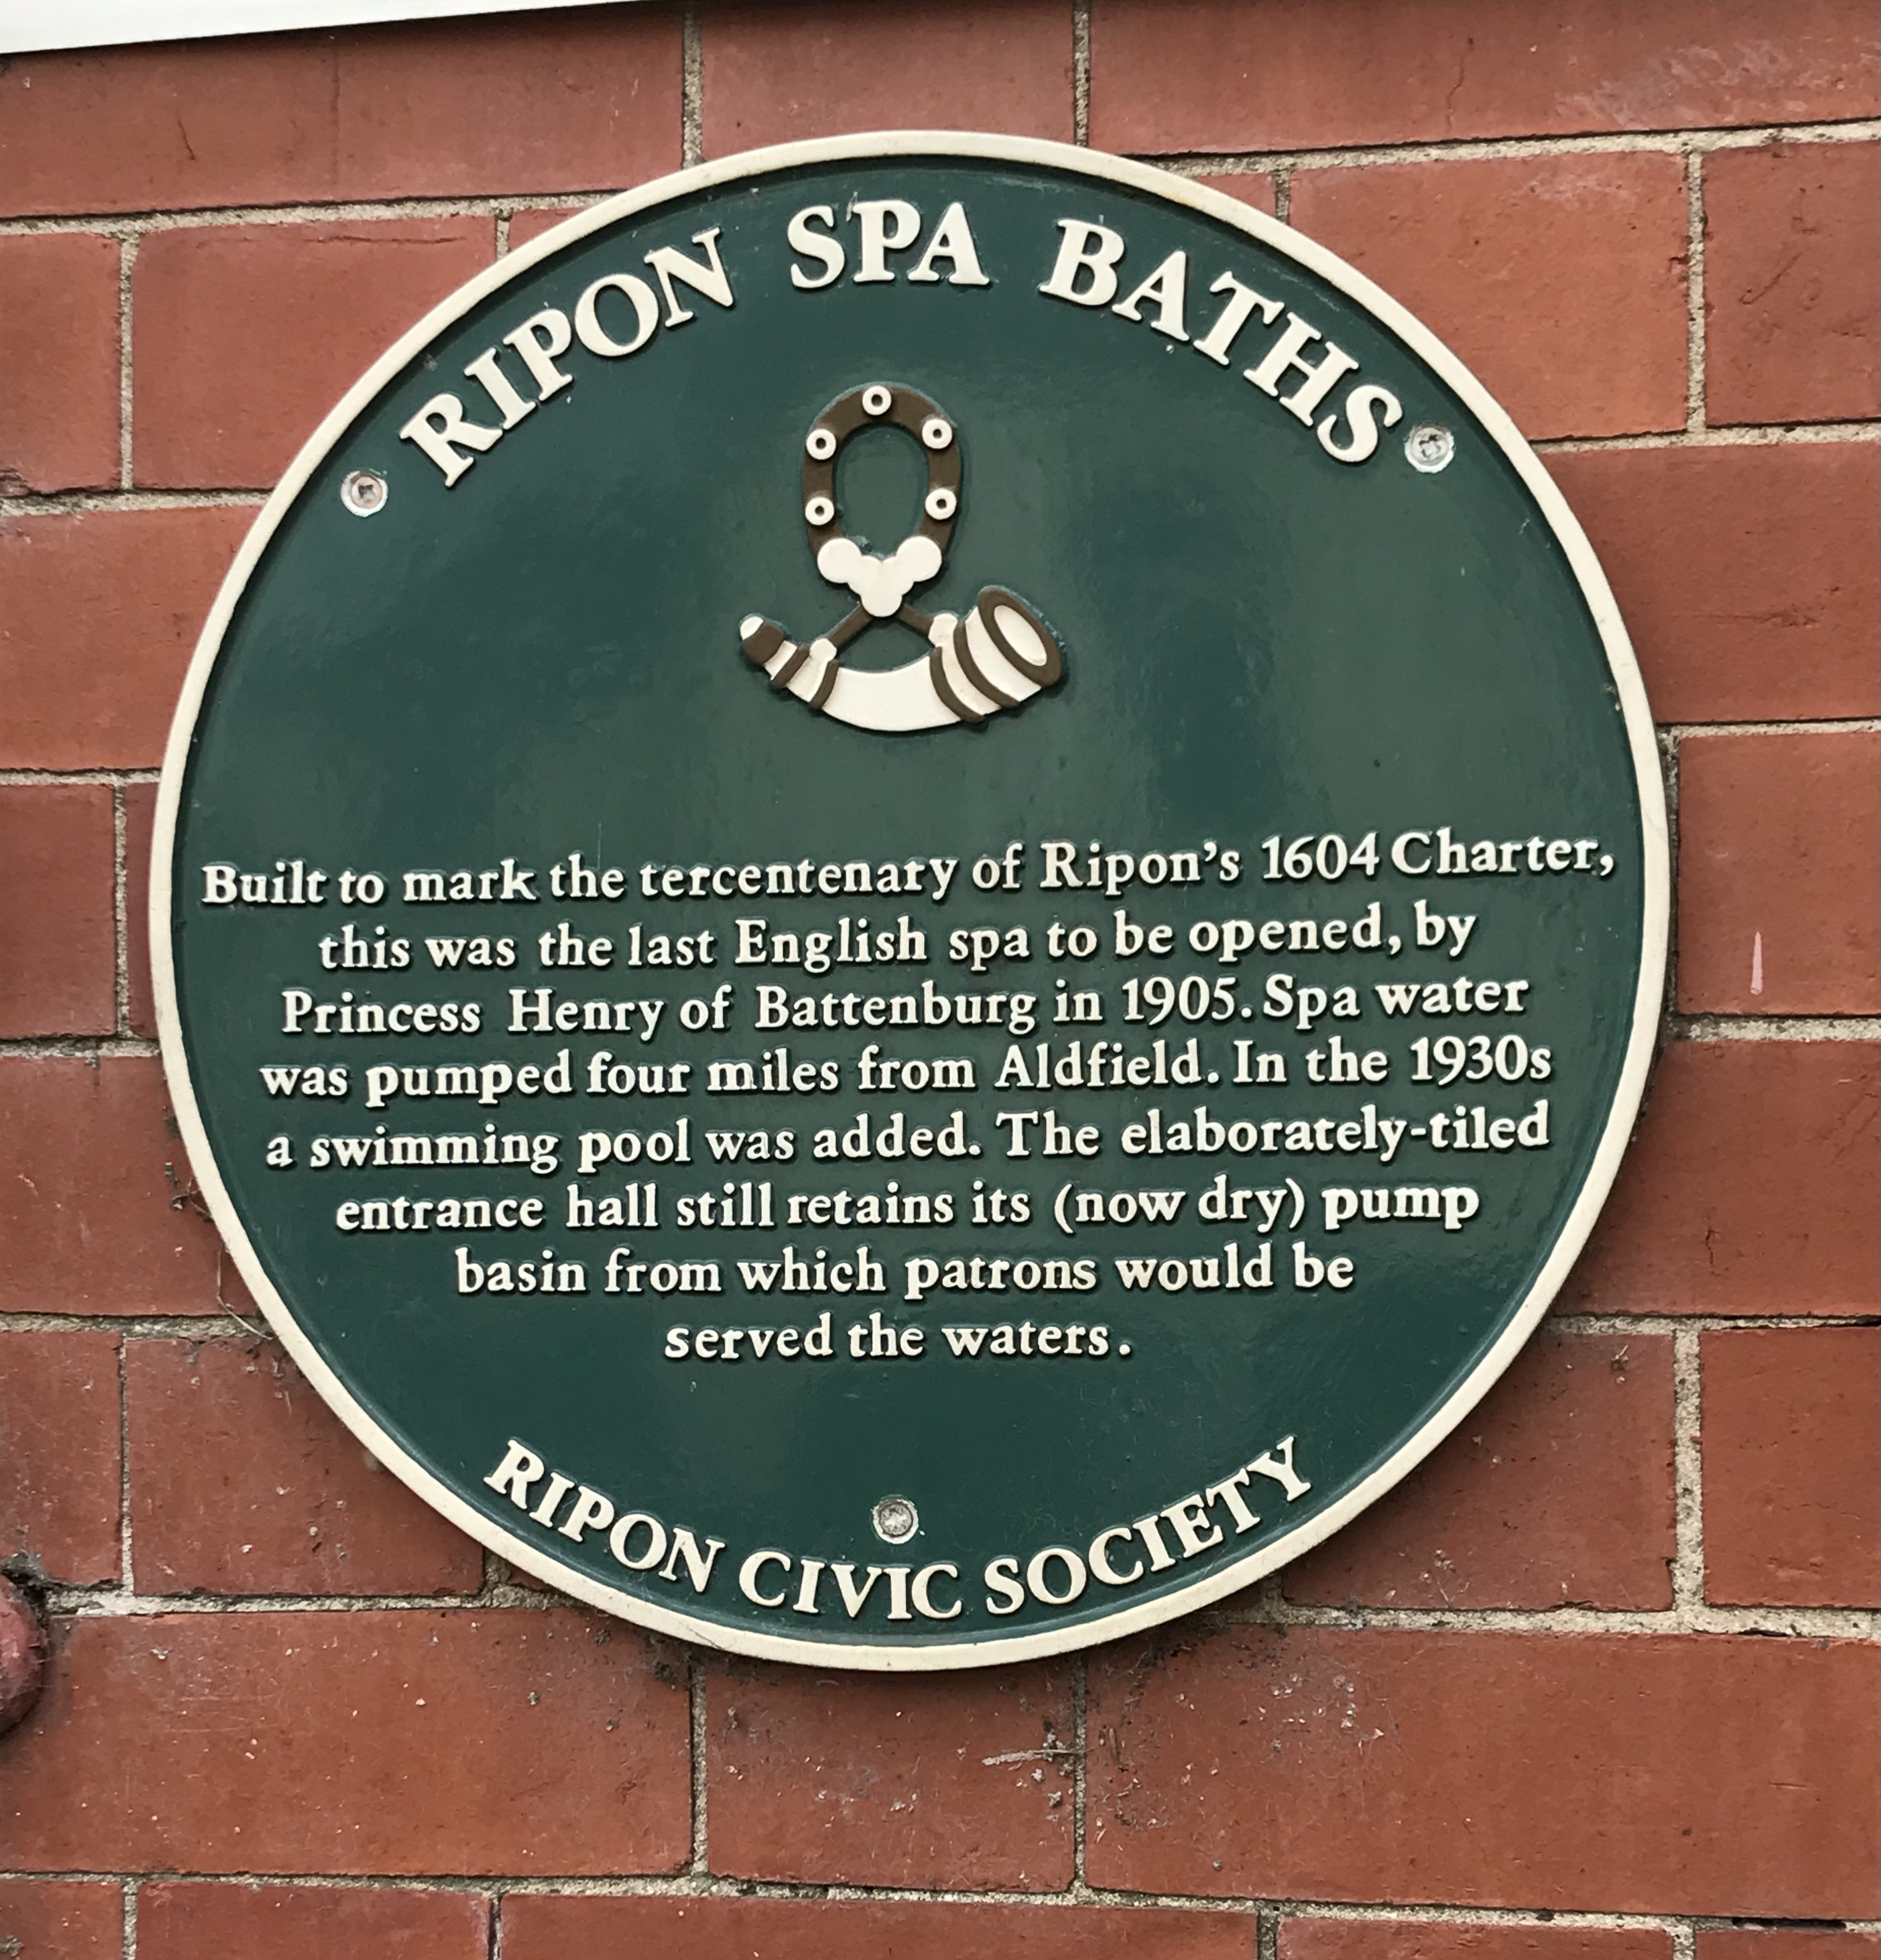 RIPON SPA BATHS
Built to mark the tercentenary of Ripon's 1604 Charter,
this was the last English spa to be opened, by
Princess Henry of Battenburg in 1905. Spa water
was pumped four miles from Aldfield. In the 1930s
a swimming pool was added. The elaborately-tiled
entrance hall still retains its (now dry) pump
basin from which patrons would be
served the waters.
RIPON CIVIC SOCIETY